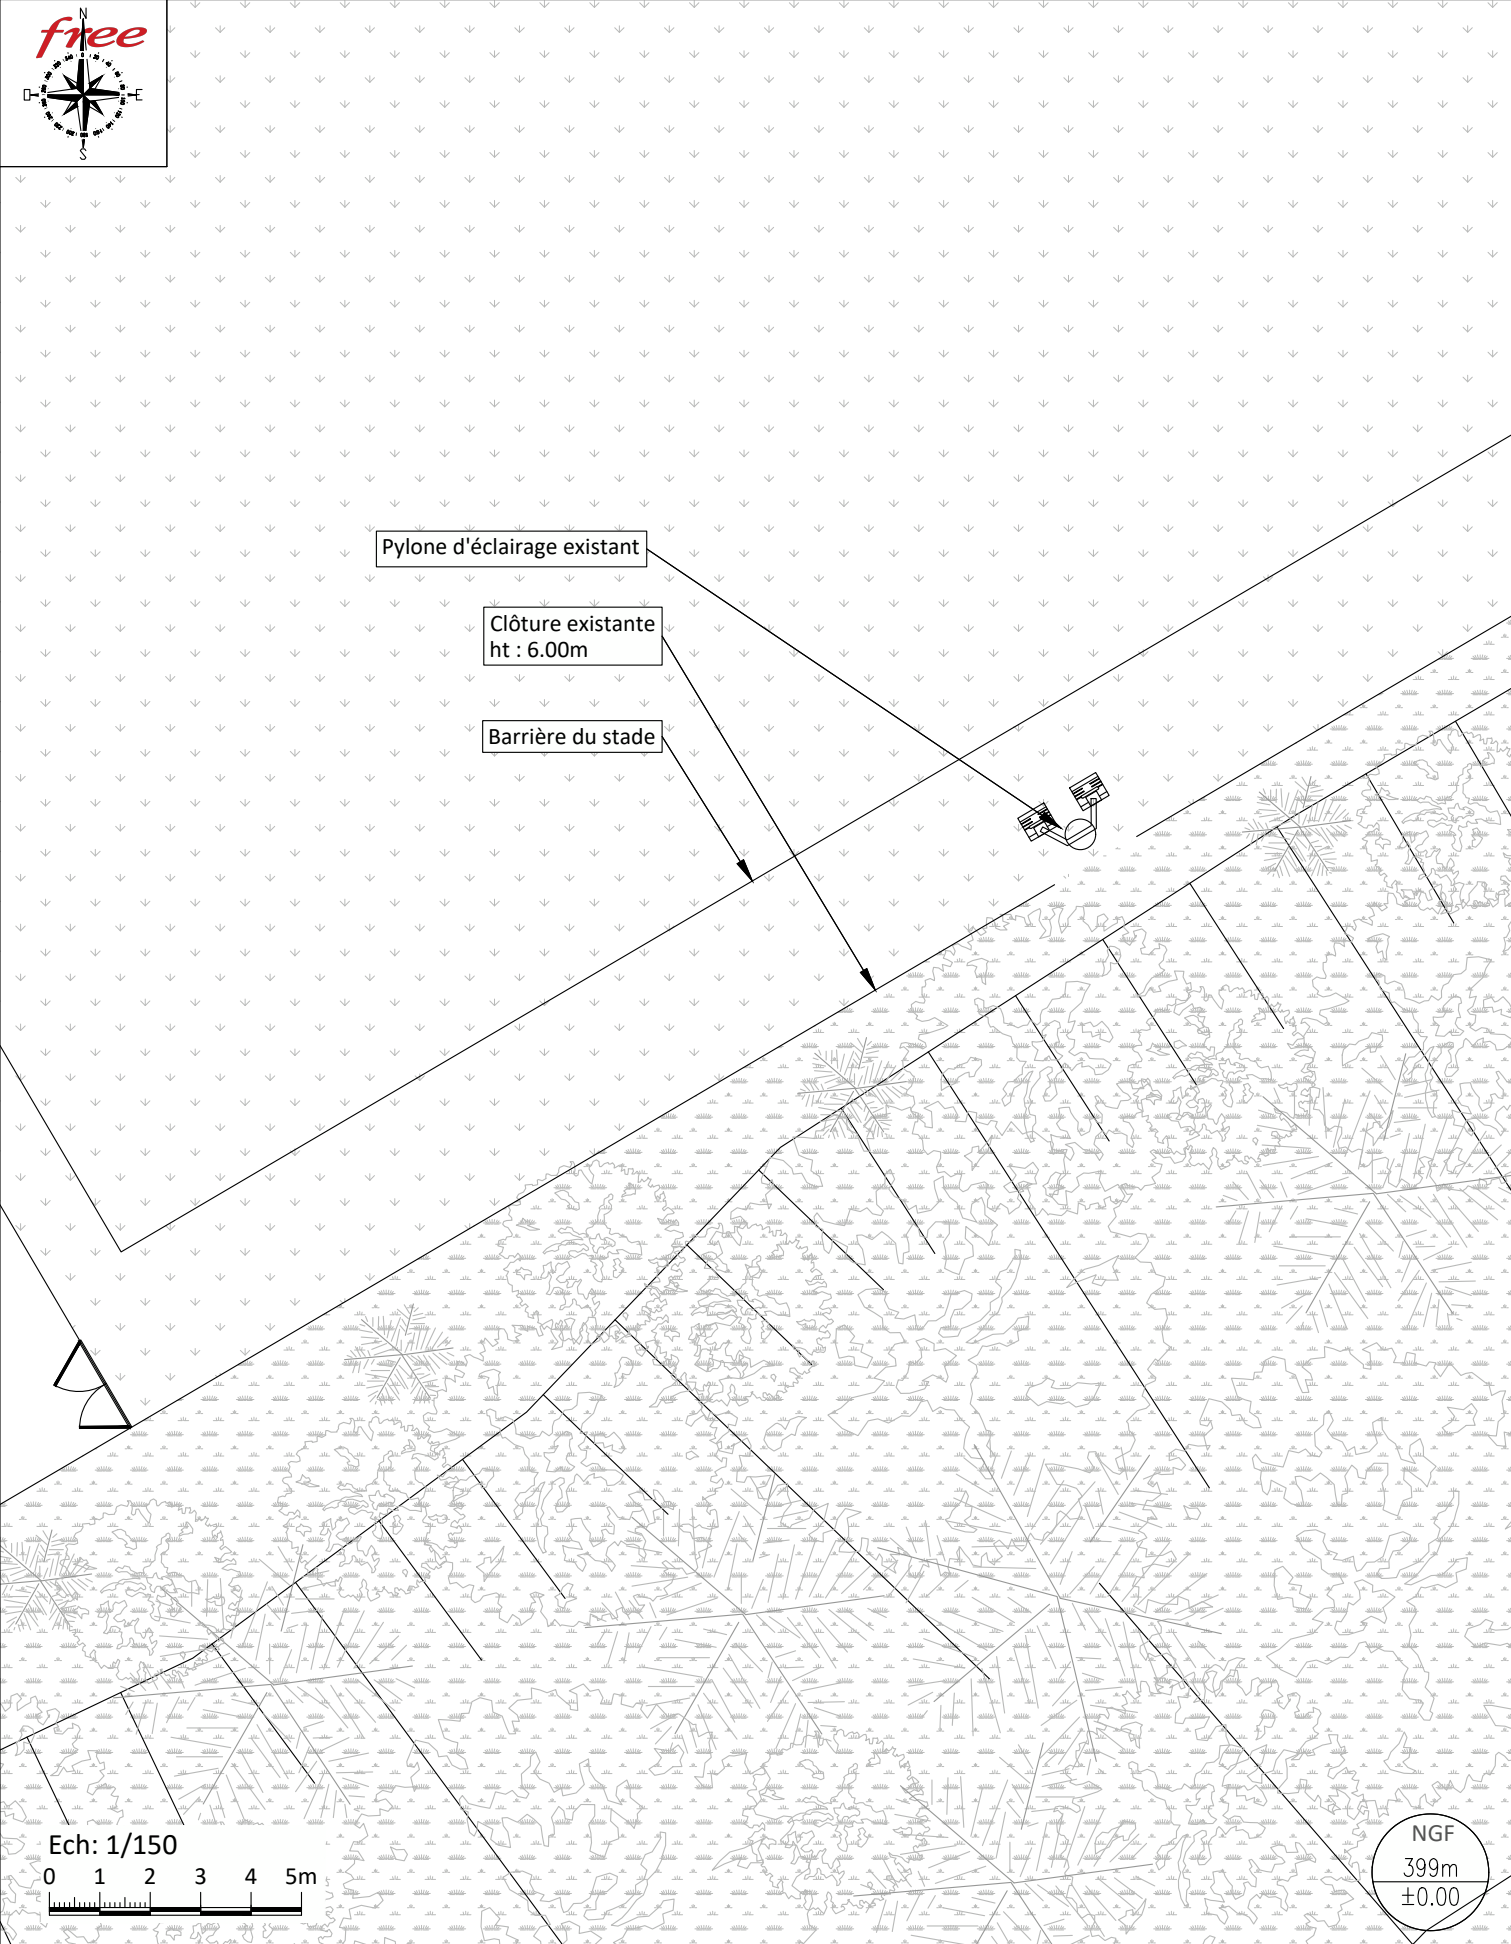 N
free
O
E
S
Pylone d'éclairage existant
Clôture existante
ht : 6.00m
Barrière du stade
Ech: 1/150
0 1 2 3 4 5m
NGF
399m
±0.00